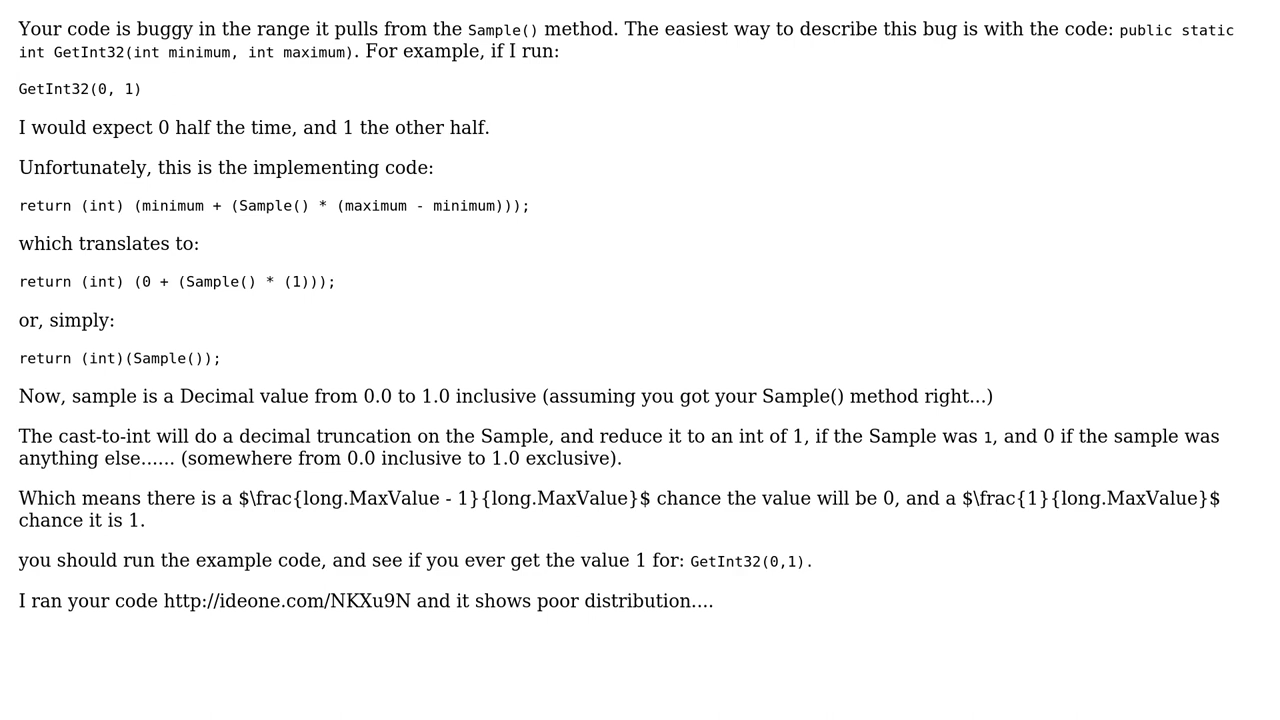 Your code is buggy in the range it pulls from the Sample() method. The easiest way to describe this bug is with the code: public static
int GetInt32(int minimum, int maximum). For example, if I run:
GetInt32(0, 1)
I would expect 0 half the time, and 1 the other half.
Unfortunately, this is the implementing code:
return (int) (minimum + (Sample() * (maximum - minimum)));
which translates to:
return (int) (0 + (Sample() * (1)));
or, simply:
return (int)(Sample());
Now, sample is a Decimal value from 0.0 to 1.0 inclusive (assuming you got your Sample() method right...)
The cast-to-int will do a decimal truncation on the Sample, and reduce it to an int of 1, if the Sample was 1, and 0 if the sample was
anything else...... (somewhere from 0.0 inclusive to 1.0 exclusive).
Which means there is a $\frac{long.MaxValue - 1}{long.MaxValue}$ chance the value will be 0, and a $\frac{1}{long.MaxValue}$
chance it is 1.
you should run the example code, and see if you ever get the value 1 for: GetInt32(0,1).
I ran your code http://ideone.com/NKXu9N and it shows poor distribution....